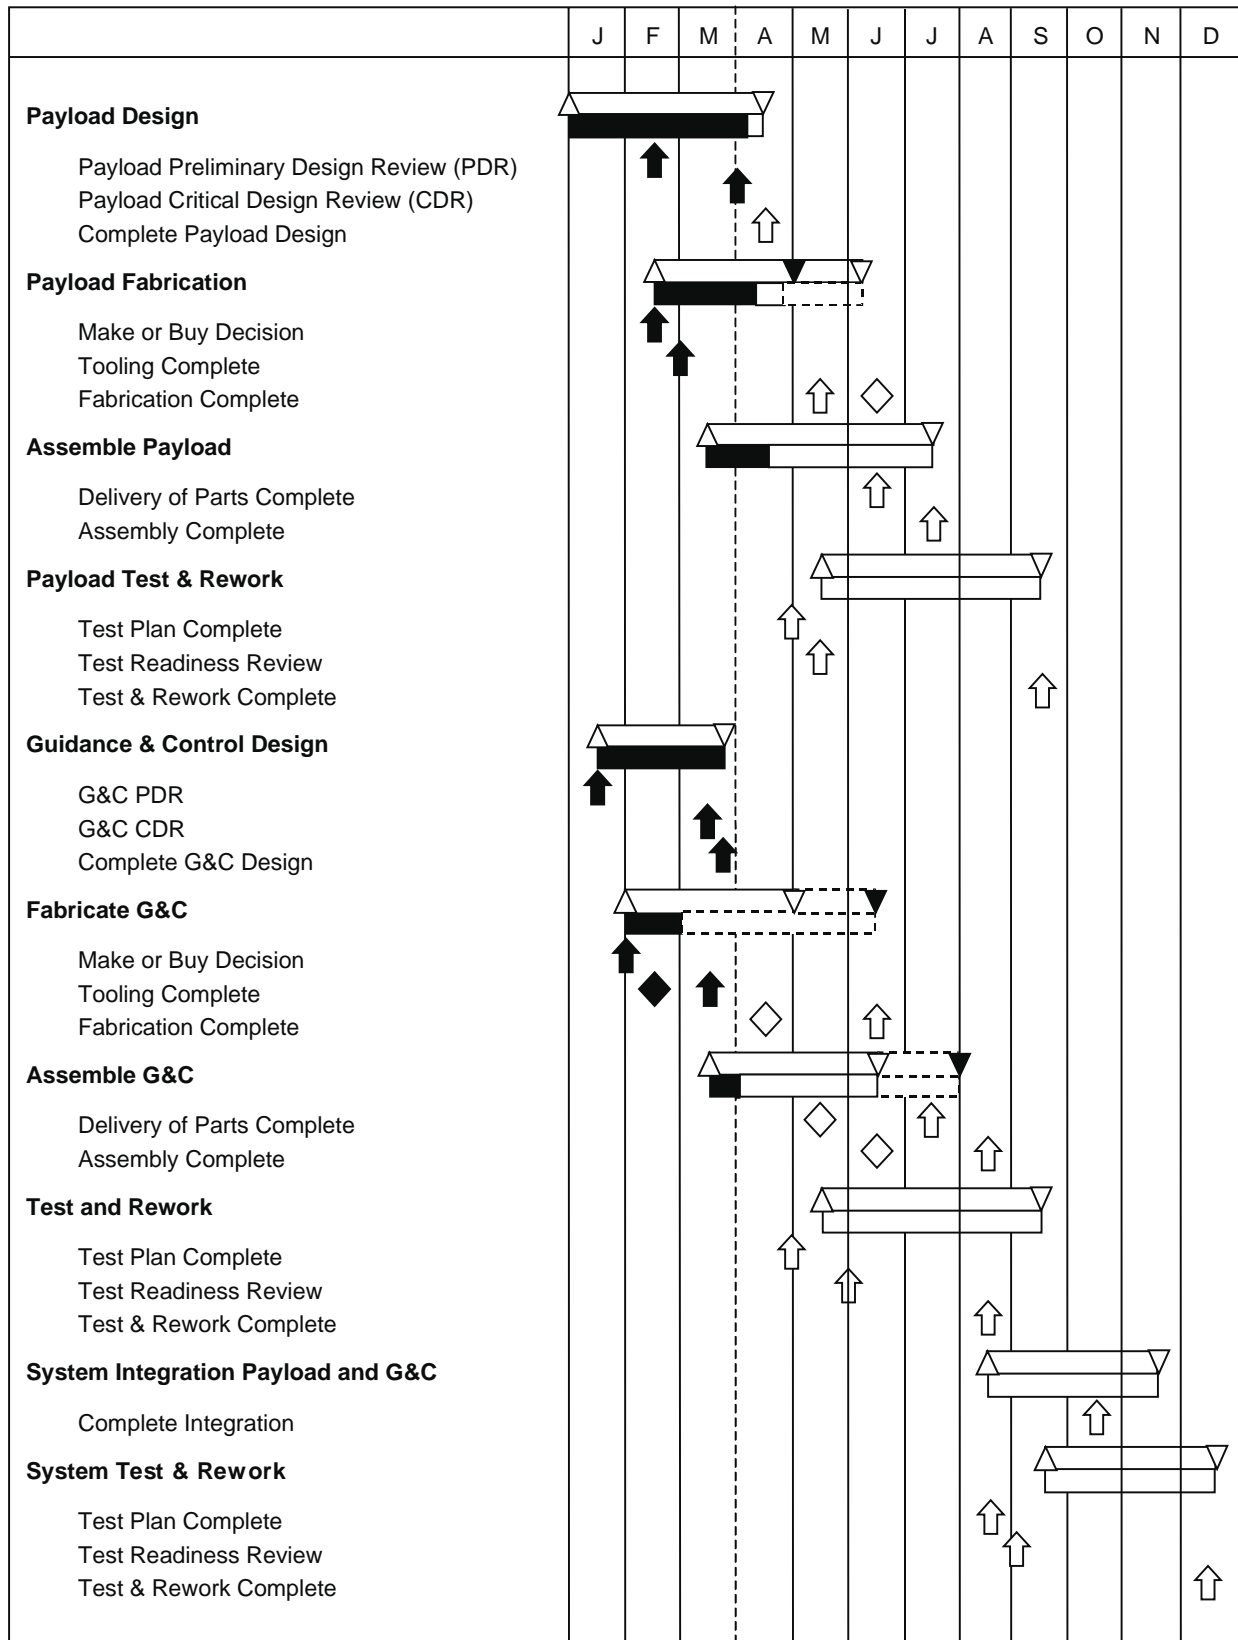 J F M A M J J A S O N D
Payload Design
Payload Preliminary Design Review (PDR)
Payload Critical Design Review (CDR)
Complete Payload Design
Payload Fabrication
Make or Buy Decision
Tooling Complete
Fabrication Complete
Assemble Payload
Delivery of Parts Complete
Assembly Complete
Payload Test & Rework
Test Plan Complete
Test Readiness Review
Test & Rework Complete
Guidance & Control Design
G&C PDR
G&C CDR
Complete G&C Design
Fabricate G&C
Make or Buy Decision
Tooling Complete
Fabrication Complete
Assemble G&C
Delivery of Parts Complete
Assembly Complete
Test and Rework
Test Plan Complete
Test Readiness Review
Test & Rework Complete
System Integration Payload and G&C
Complete Integration
System Test & Rework
Test Plan Complete
Test Readiness Review
Test & Rework Complete